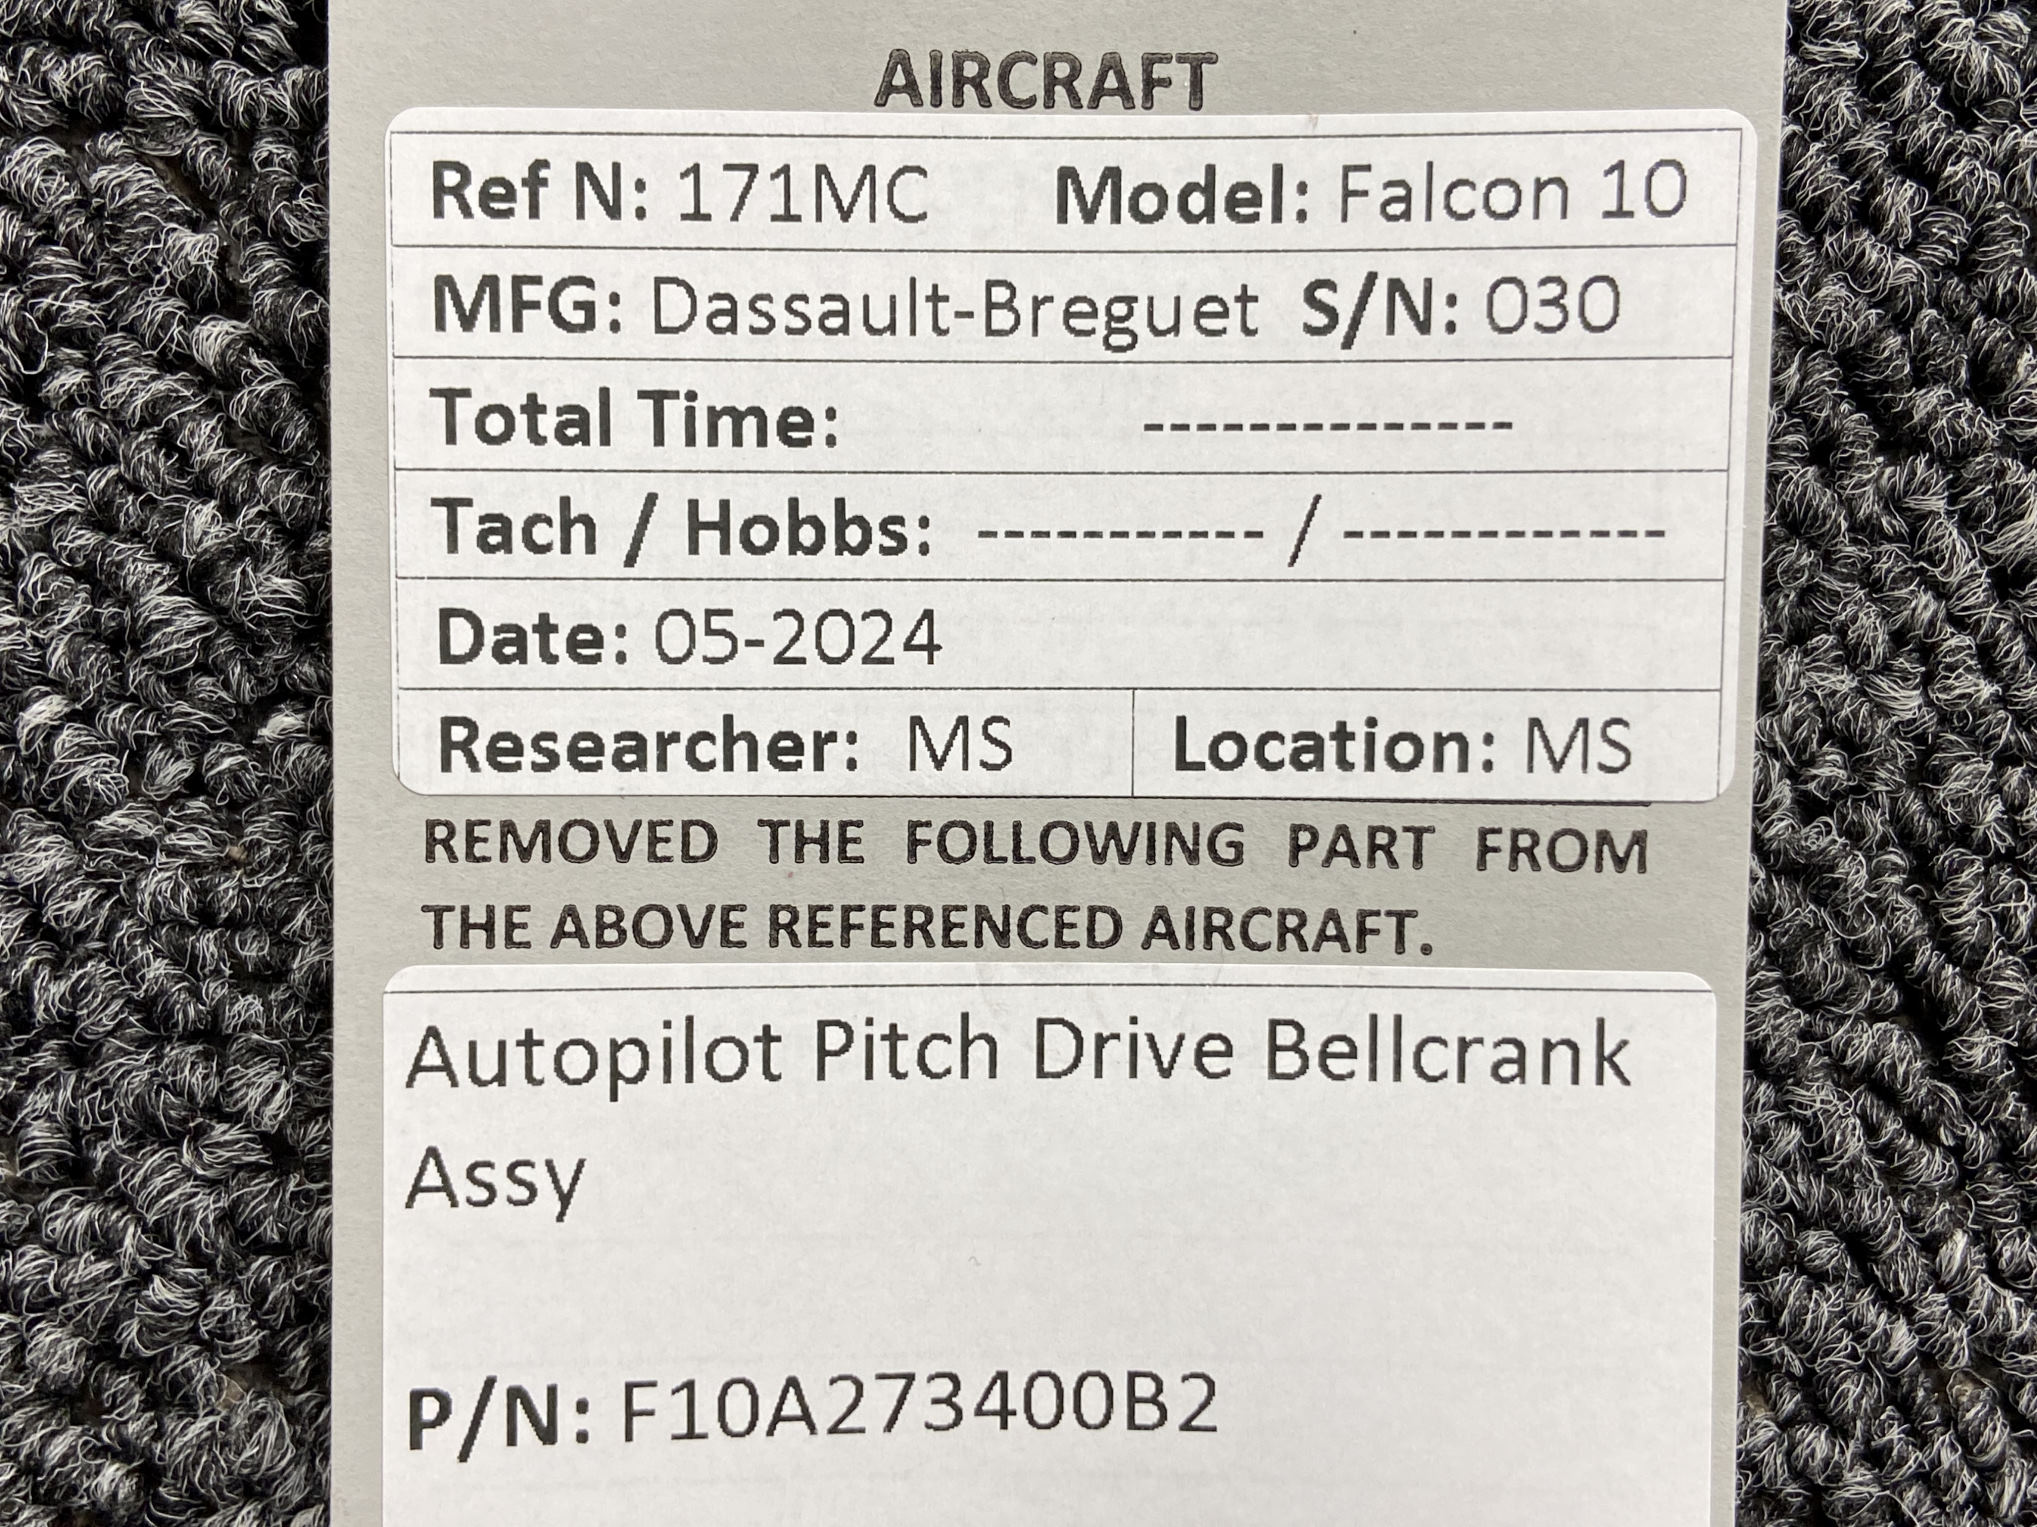 AIRCRAFT
Ref N: 171MC Model: Falcon 10
MFG: Dassault-Breguet S/N: 030
Total Time: --------------
Tach / Hobbs: ----------- / ------------
Date: 05-2024
Researcher: MS Location: MS
REMOVED THE FOLLOWING PART FROM
THE ABOVE REFERENCED AIRCRAFT.
Autopilot Pitch Drive Bellcrank
Assy
P/N: F10A273400B2